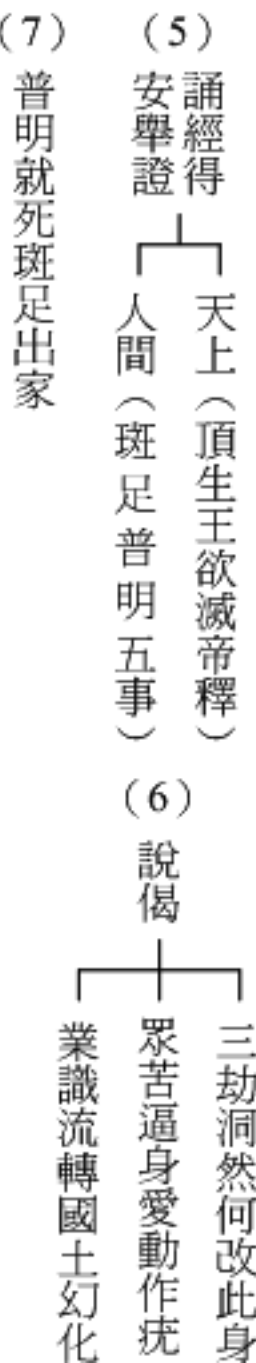 （5）
誦經得
安舉證
天上（頂生王欲滅帝釋）
人間（斑足普明五事）
（6）
說偈
三劫洞然何改此身
眾苦逼身愛動作疣
業識流轉國土幻化
（7）
普明就死斑足出家